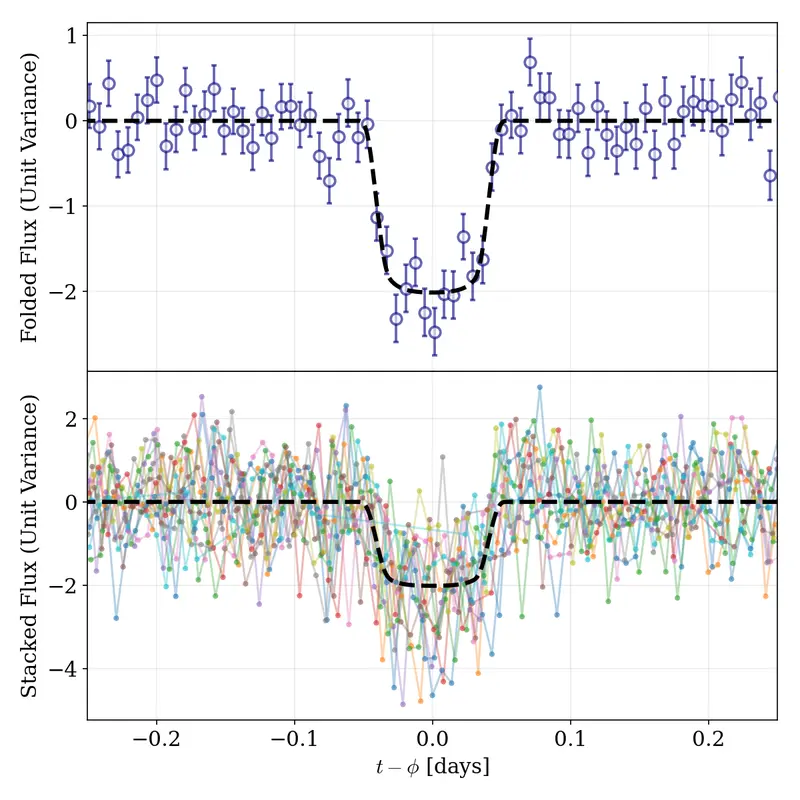 Folded Flux (Unit Variance)
1
0
−1
−2
Stacked Flux (Unit Variance)
2
0
−2
−4
−0.2 −0.1 0.0 0.1 0.2
t − ϕ [days]